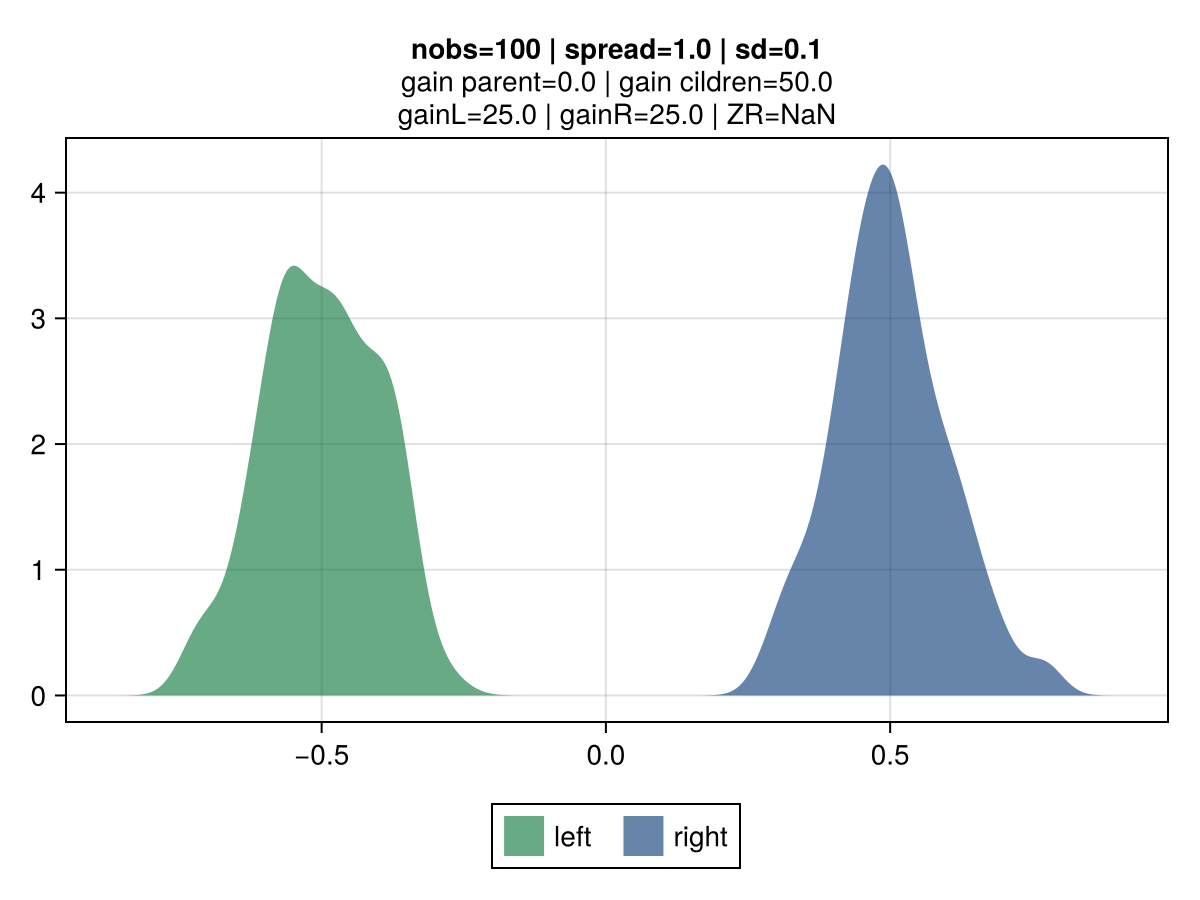 nobs=100 | spread=1.0 | sd=0.1
gain parent=0.0 | gain cildren=50.0
gainL=25.0 | gainR=25.0 | ZR=NaN
4
3
2
1
0
−0.5 0.0 0.5
left right